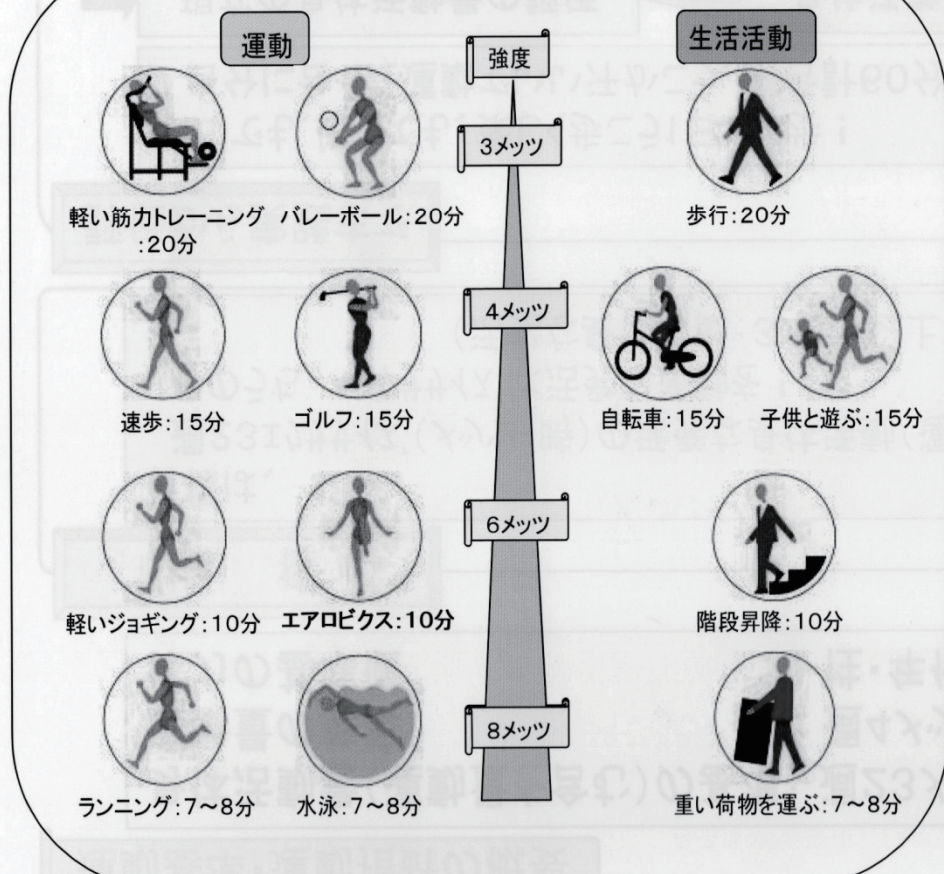 運動
強度
生活活動
3メッツ
軽い筋力トレーニング
:20分
バレーボール:20分
歩行:20分
4メッツ
速歩:15分
ゴルフ:15分
自転車:15分
子供と遊ぶ:15分
6メッツ
軽いジョギング:10分
エアロビクス:10分
階段昇降:10分
8メッツ
ランニング:7~8分
水泳:7~8分
重い荷物を運ぶ:7~8分